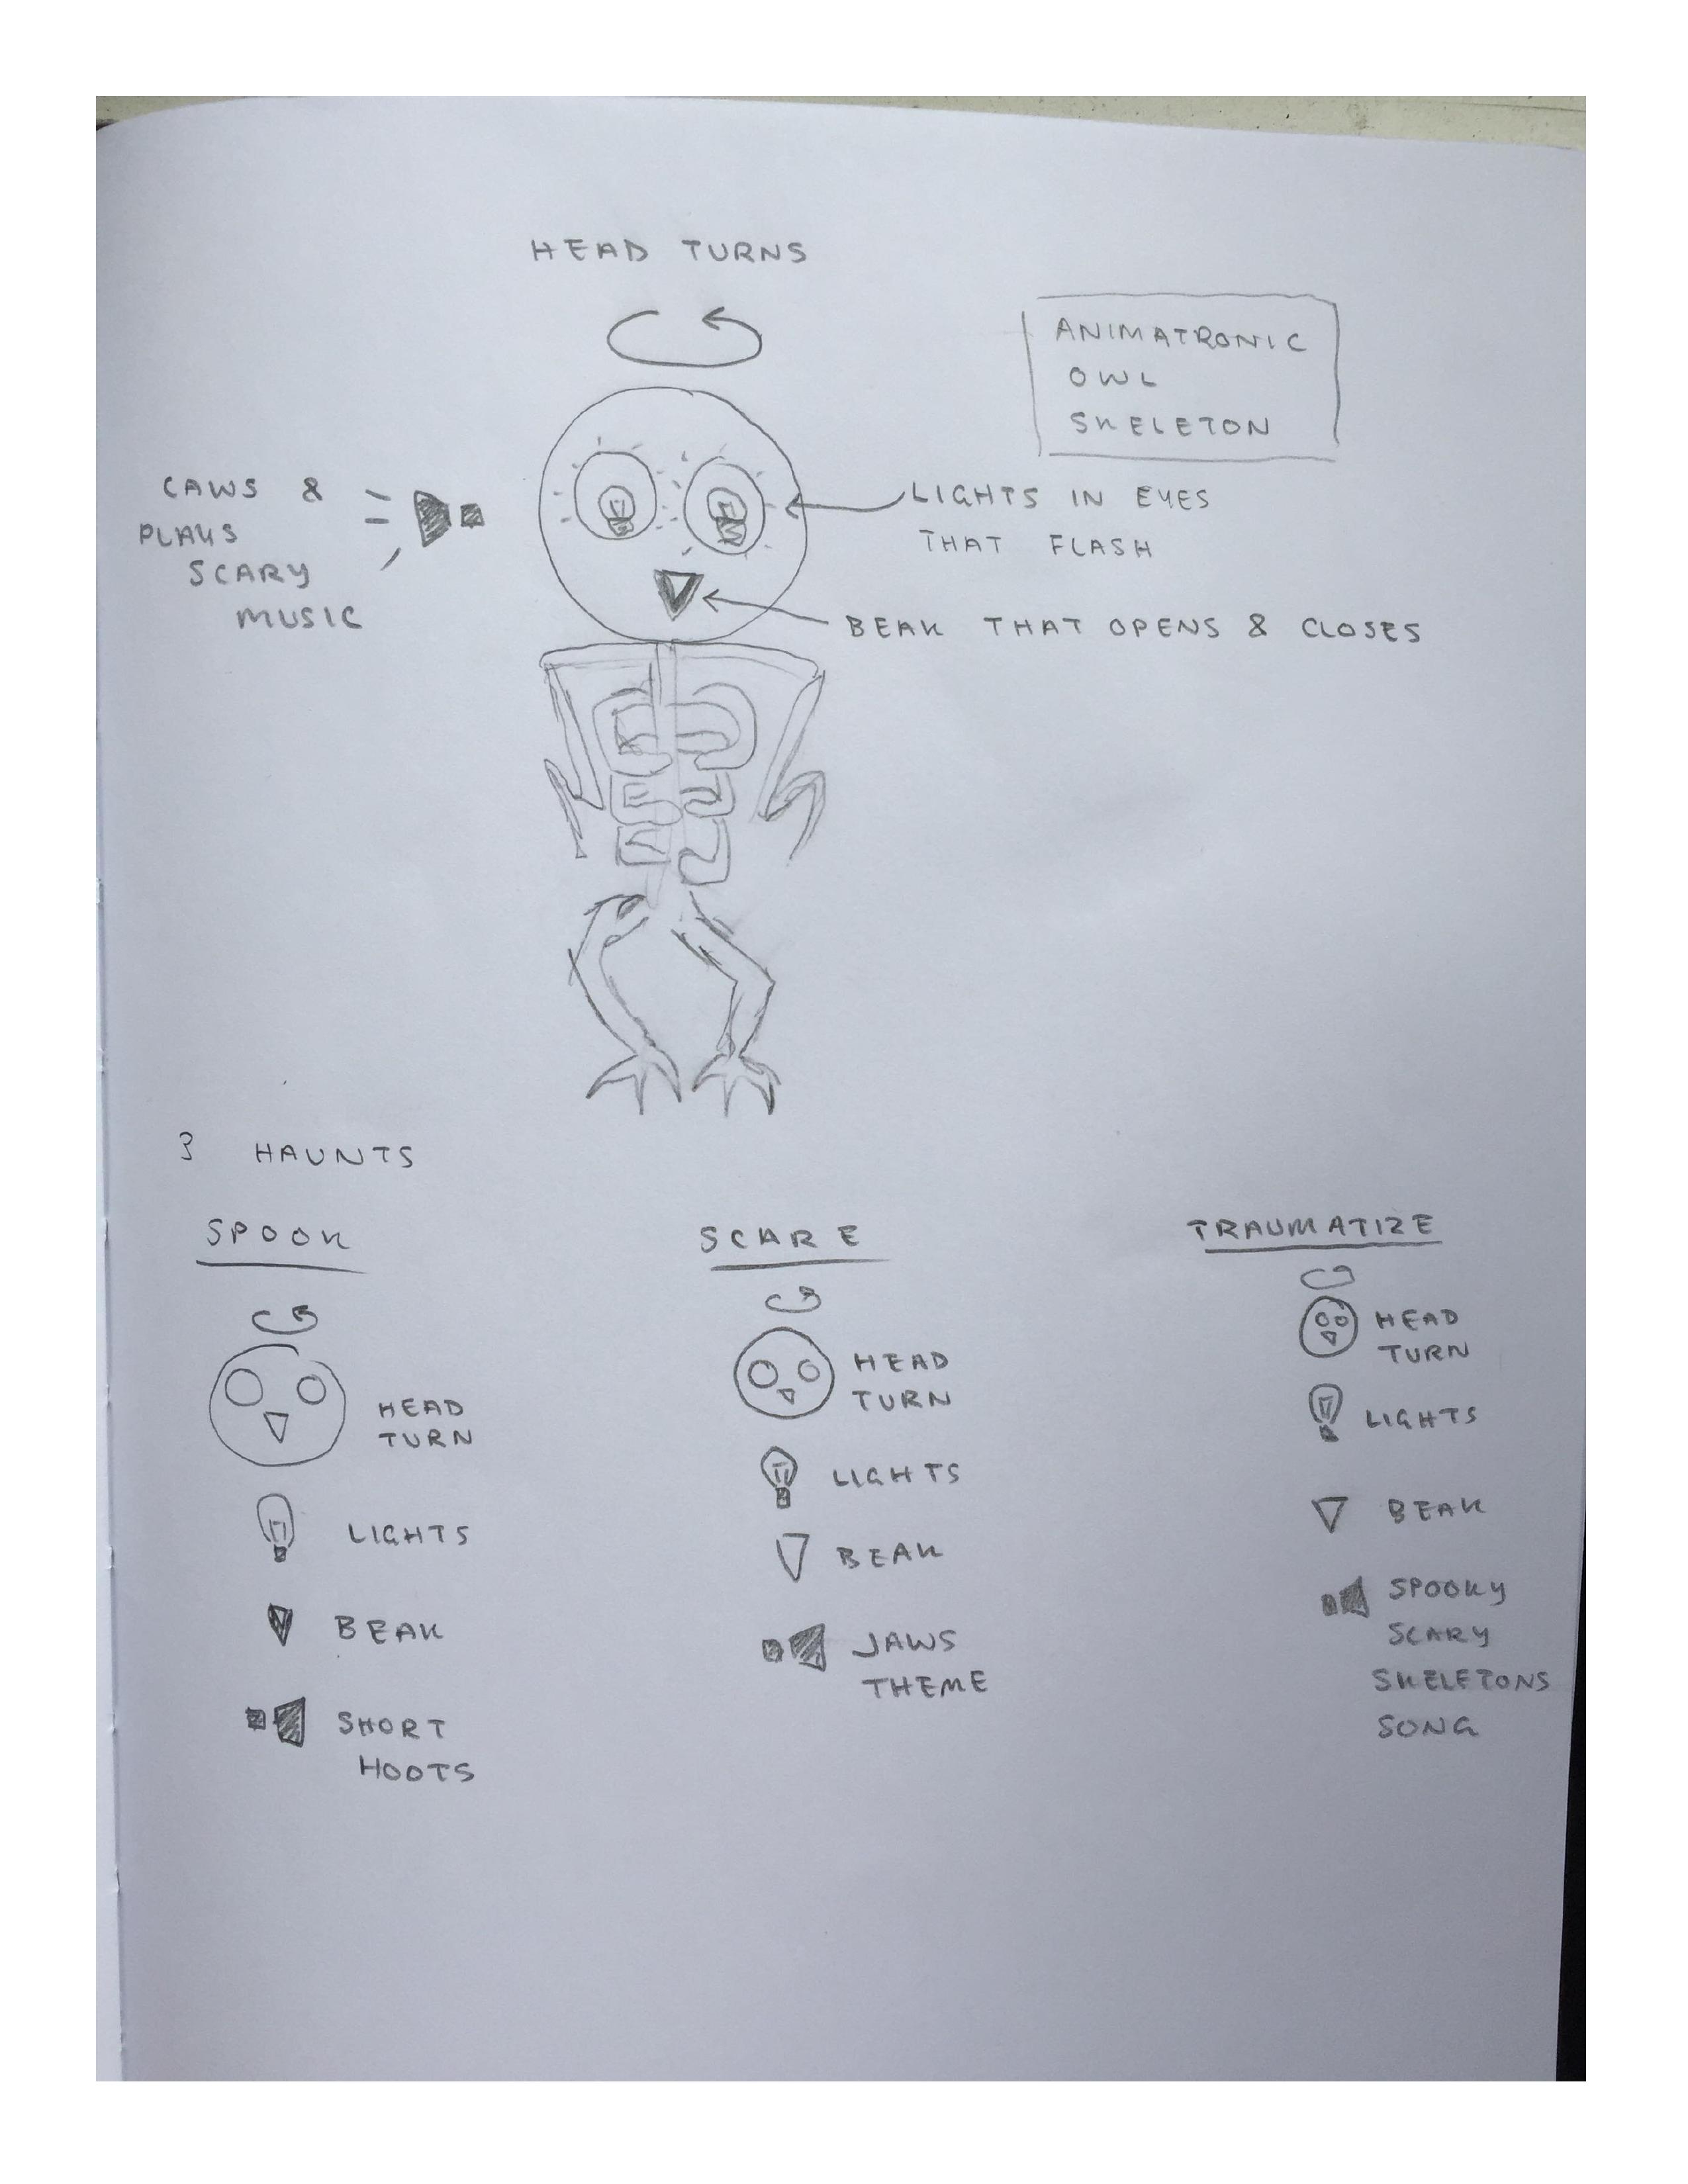 HEAD TURNS
ANIMATRONIC
OWL
SKELETON
CAWS &
PLAYS
SCARY
MUSIC
LIGHTS IN EYES
THAT FLASH
BEAK THAT OPENS & CLOSES
3 HAUNTS
SPOOK
HEAD
TURN
LIGHTS
BEAK
SHORT
HOOTS
SCARE
HEAD
TURN
LIGHTS
BEAK
JAWS
THEME
TRAUMATIZE
HEAD
TURN
LIGHTS
BEAK
SPOOKY
SCARY
SKELETONS
SONG